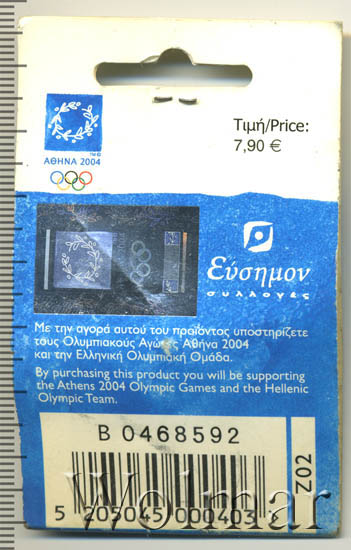 ΑΘΗΝΑ 2004
Τιμή/Price:
7,90 €
Εύσημον
συλλογές
Με την αγορά αυτού του προϊόντος υποστηρίζετε
τους Ολυμπιακούς Αγώνες Αθήνα 2004
και την Ελληνική Ολυμπιακή Ομάδα.
By purchasing this product you will be supporting
the Athens 2004 Olympic Games and the Hellenic
Olympic Team.
B 0468592
Z02
Wolmar
5 205045 000403